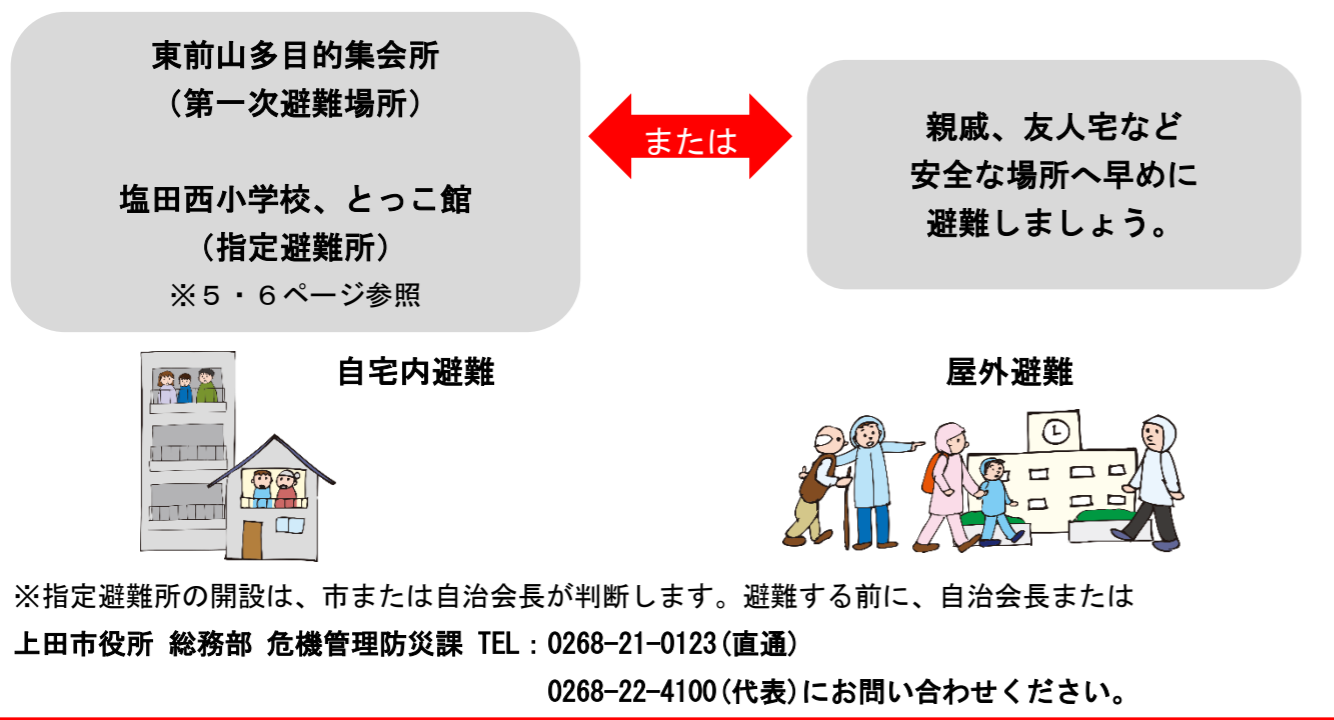 東前山多目的集会所
（第一次避難場所）
塩田西小学校、とっこ館
（指定避難所）
※５・６ページ参照
または
親戚、友人宅など
安全な場所へ早めに
避難しましょう。
自宅内避難
屋外避難
※指定避難所の開設は、市または自治会長が判断します。避難する前に、自治会長または
上田市役所 総務部 危機管理防災課 TEL：0268-21-0123(直通)
0268-22-4100(代表)にお問い合わせください。